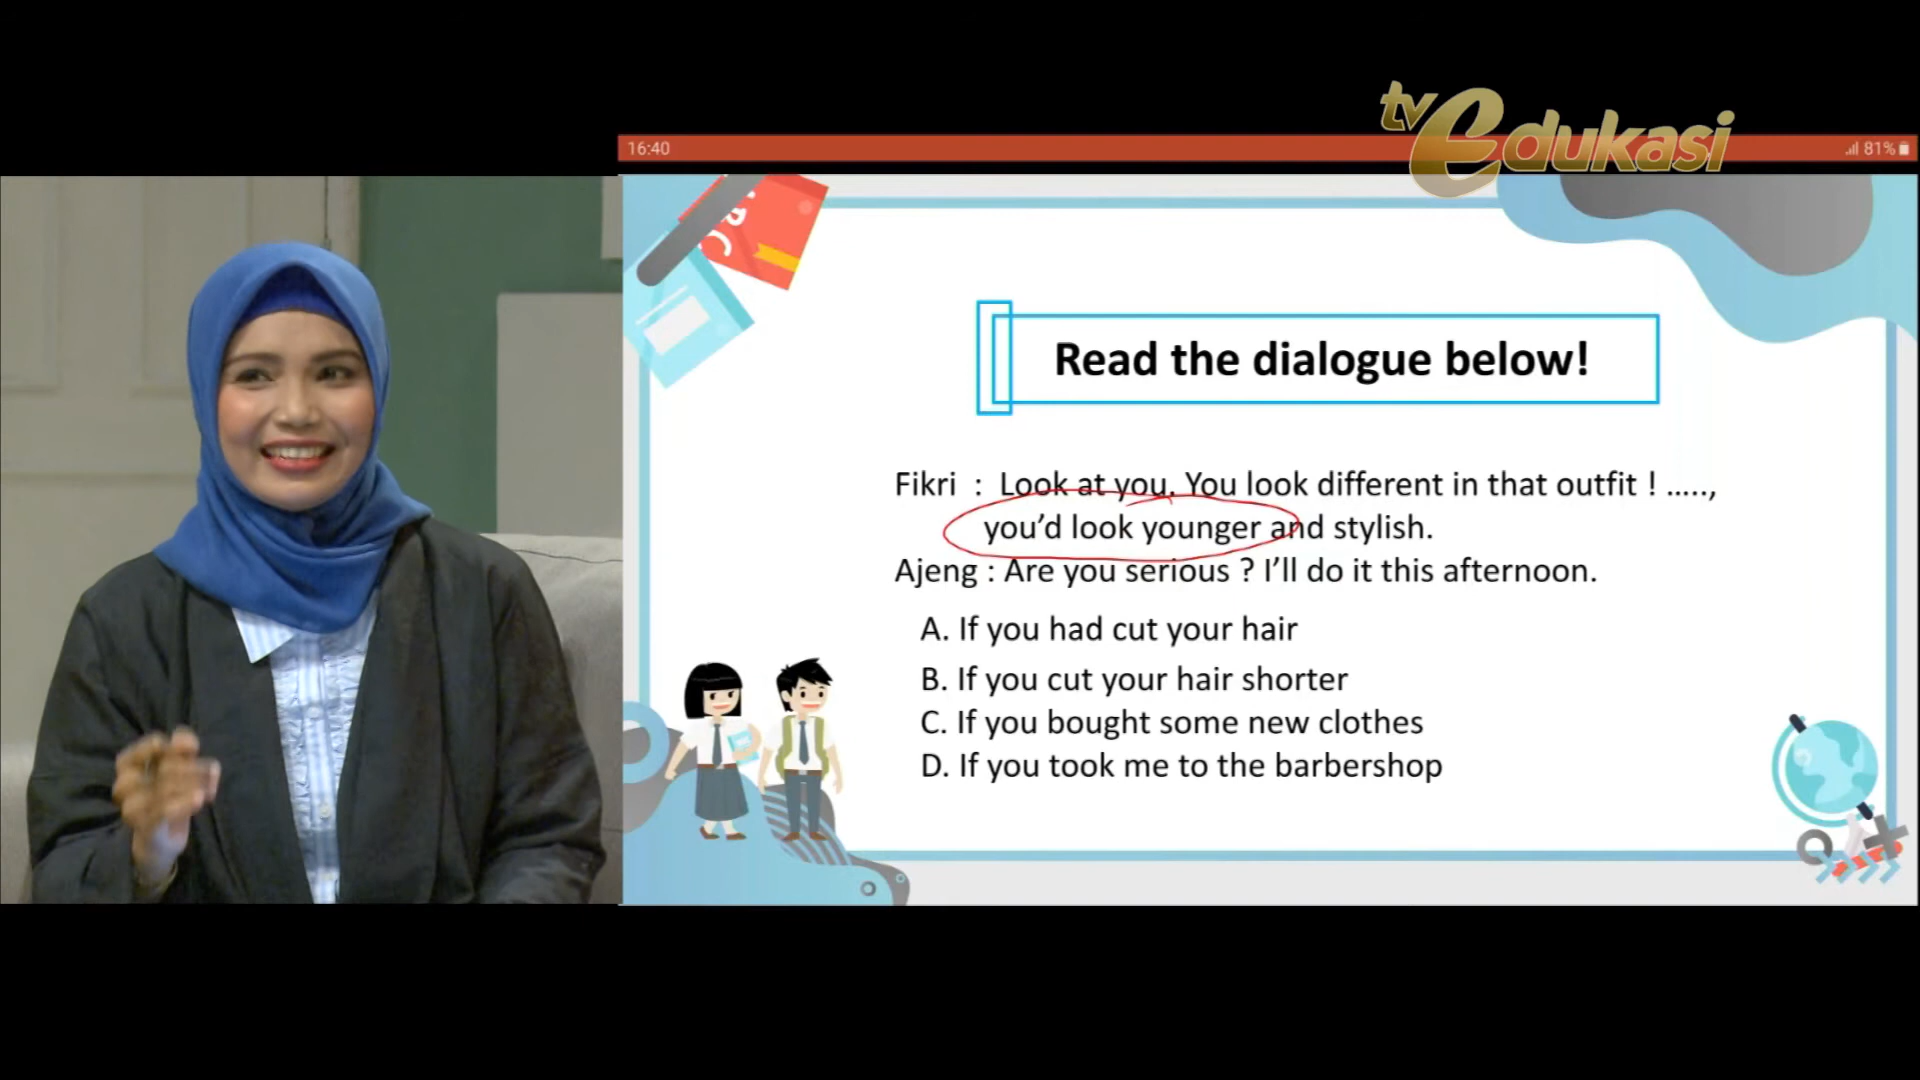 tv Edukasi
16:40
81%
Read the dialogue below!
Fikri : Look at you. You look different in that outfit ! .....,
you'd look younger and stylish.
Ajeng : Are you serious ? I'll do it this afternoon.
A. If you had cut your hair
B. If you cut your hair shorter
C. If you bought some new clothes
D. If you took me to the barbershop